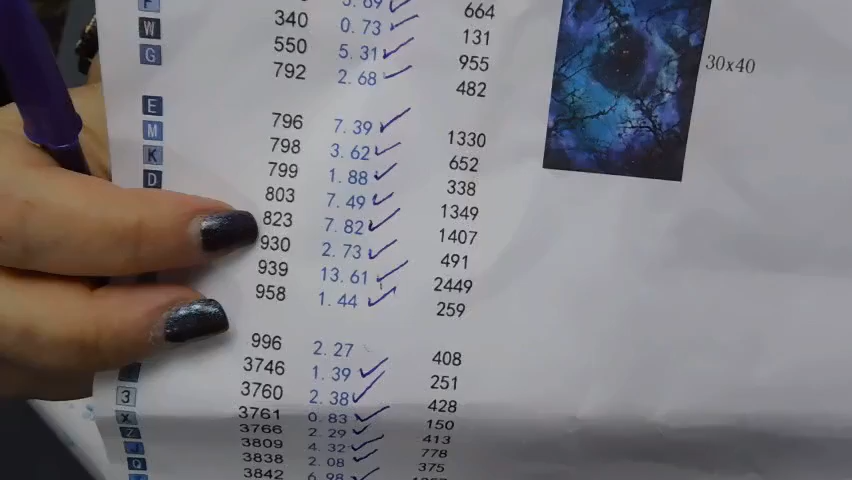 F 3.69 664
W 340 0.73 131
G 550 5.31 955
792 2.68 482
30x40
E 796 7.39 1330
M 798 3.62 652
K 799 1.88 338
D 803 7.49 1349
823 7.82 1407
930 2.73 491
939 13.61 2449
958 1.44 259
996 2.27 408
3746 1.39 251
3 3760 2.38 428
X 3761 0.83 150
Z 3766 2.29 413
J 3809 4.32 778
Q 3838 2.08 375
3842 6.98